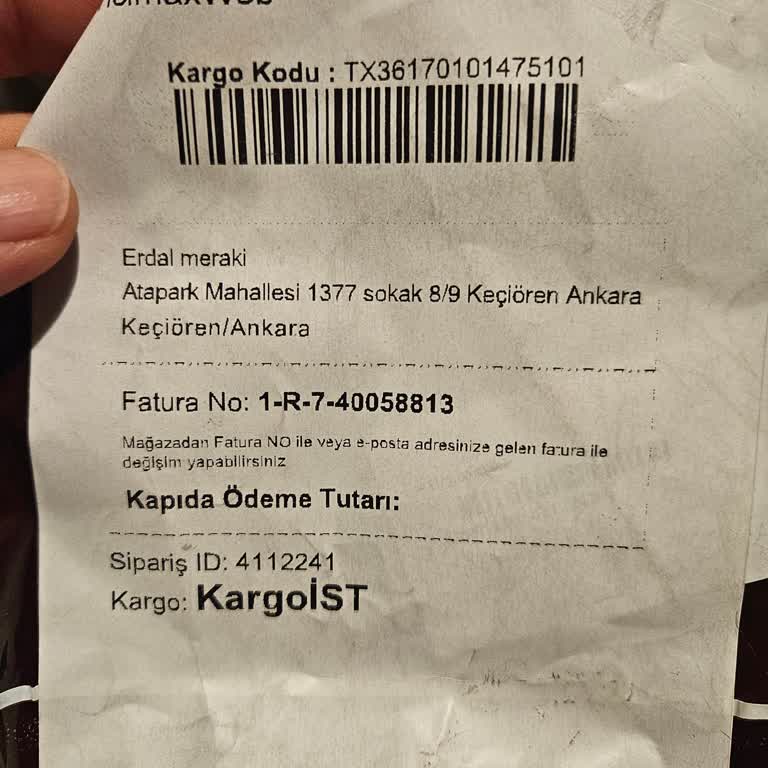 Kargo Kodu : TX36170101475101
Erdal meraki
Atapark Mahallesi 1377 sokak 8/9 Keçiören Ankara
Keçiören/Ankara
Fatura No: 1-R-7-40058813
Mağazadan Fatura NO ile veya e-posta adresinize gelen fatura ile
değişim yapabilirsiniz
Kapıda Ödeme Tutarı:
Sipariş ID: 4112241
Kargo: KargoİST